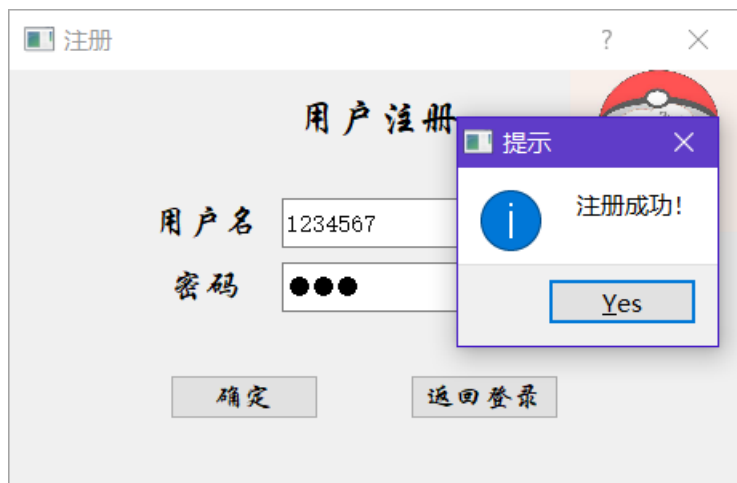 注册
用户注册
提示
注册成功!
Yes
用户名
1234567
密码
●●●
确定
返回登录